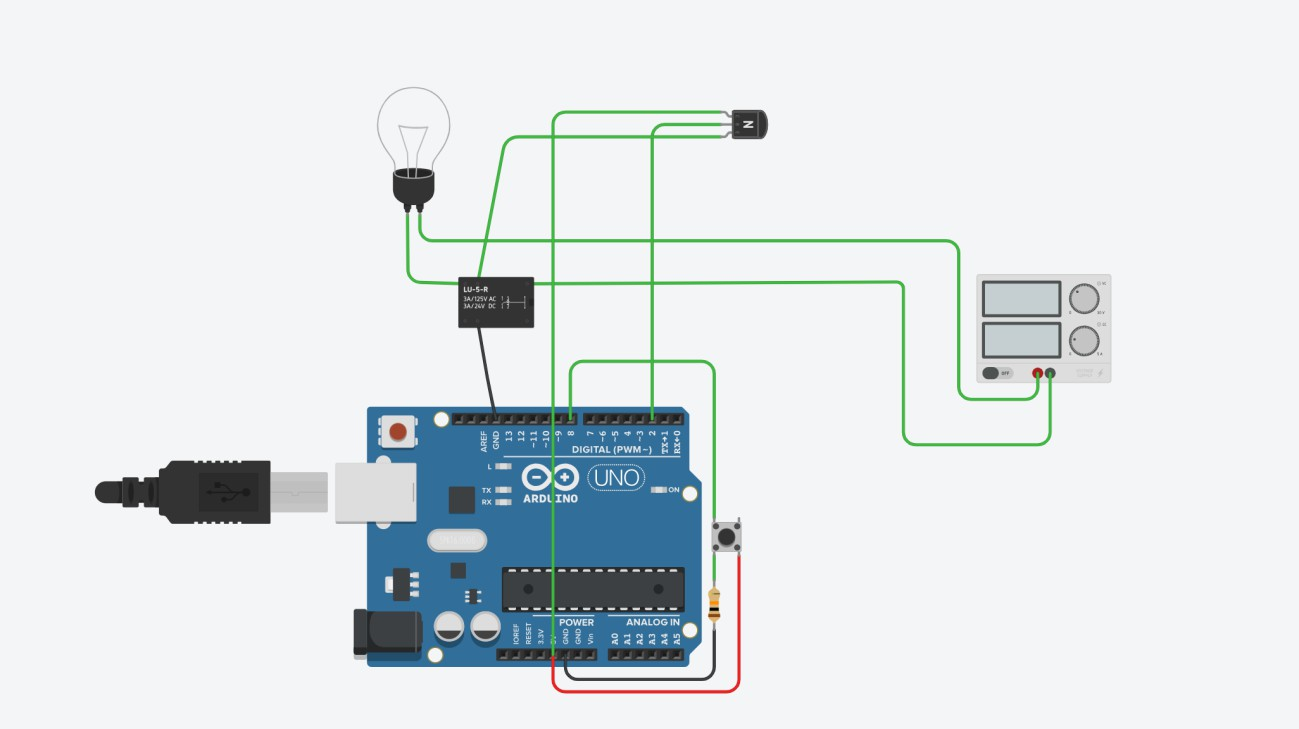 N
LU-5-R
3A/125V AC
3A/24V DC
OFF
AREF
GND
13
12
~11
~10
~9
8
7
~6
~5
4
~3
2
TX→1
RX←0
DIGITAL (PWM~)
L
TX
RX
ARDUINO
UNO
ON
POWER
ANALOG IN
IOREF
RESET
3.3V
5V
GND
GND
Vin
A0
A1
A2
A3
A4
A5